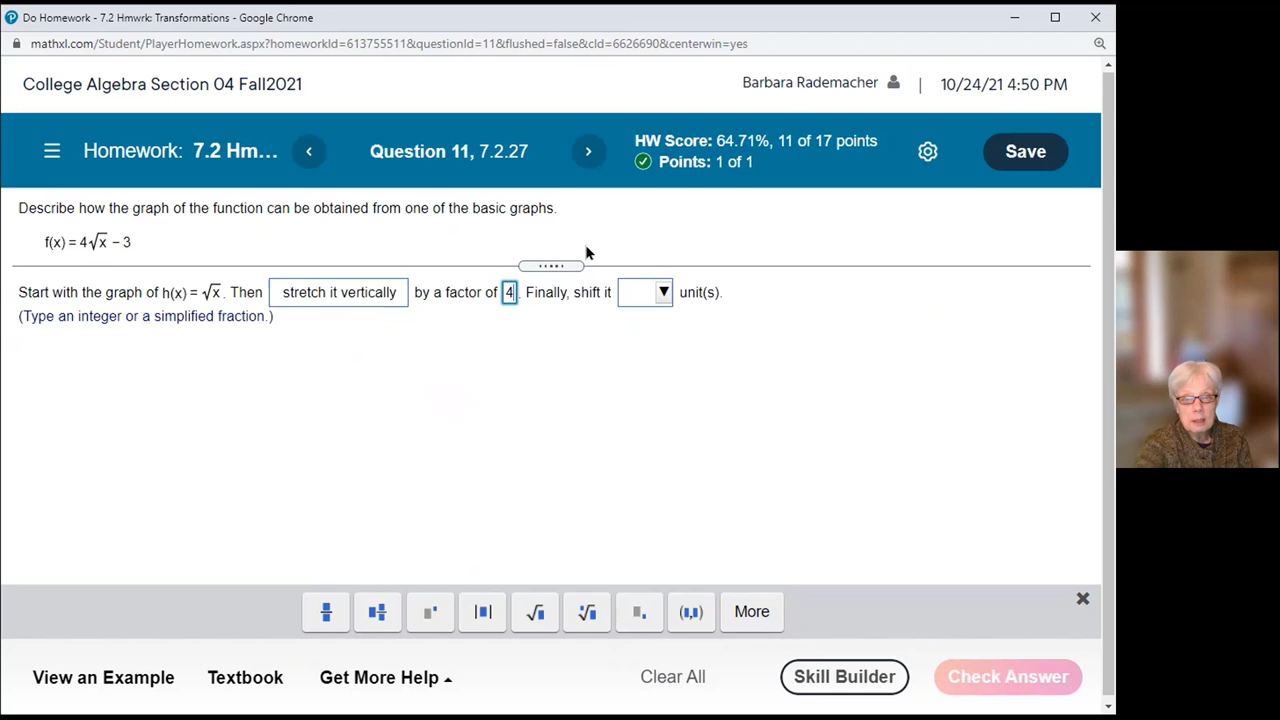 Do Homework - 7.2 Hmwrk: Transformations - Google Chrome
mathxl.com/Student/PlayerHomework.aspx?homeworkId=613755511&questionId=11&flushed=false&cId=6626690&centerwin=yes
College Algebra Section 04 Fall2021
Barbara Rademacher | 10/24/21 4:50 PM
Homework: 7.2 Hm... Question 11, 7.2.27
HW Score: 64.71%, 11 of 17 points
Points: 1 of 1
Save
Describe how the graph of the function can be obtained from one of the basic graphs.
f(x) = 4√x − 3
Start with the graph of h(x) = √x. Then stretch it vertically by a factor of 4. Finally, shift it ▼ unit(s).
(Type an integer or a simplified fraction.)
More
View an Example Textbook Get More Help Clear All Skill Builder Check Answer